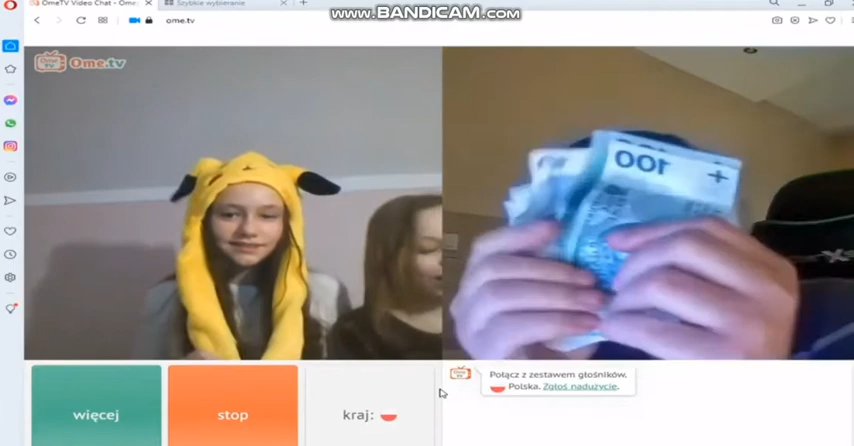 www.BANDICAM.com
OmeTV Video Chat - Ome
Szybkie wybieranie
ome.tv
Ome.tv
100
więcej
stop
kraj:
Połącz z zestawem głośników.
Polska. Zgłoś nadużycie.